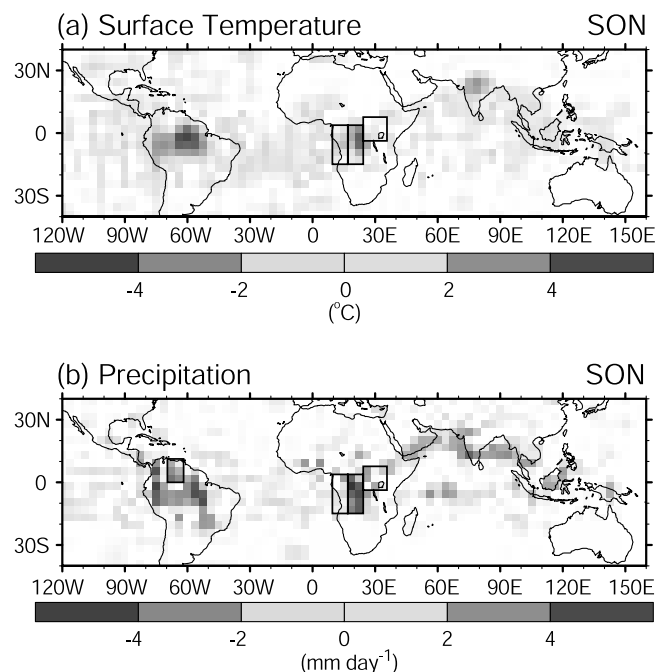 (a) Surface Temperature SON
30N
0
30S
120W 90W 60W 30W 0 30E 60E 90E 120E 150E
-4 -2 0 2 4
(°C)
(b) Precipitation SON
30N
0
30S
120W 90W 60W 30W 0 30E 60E 90E 120E 150E
-4 -2 0 2 4
(mm day⁻¹)